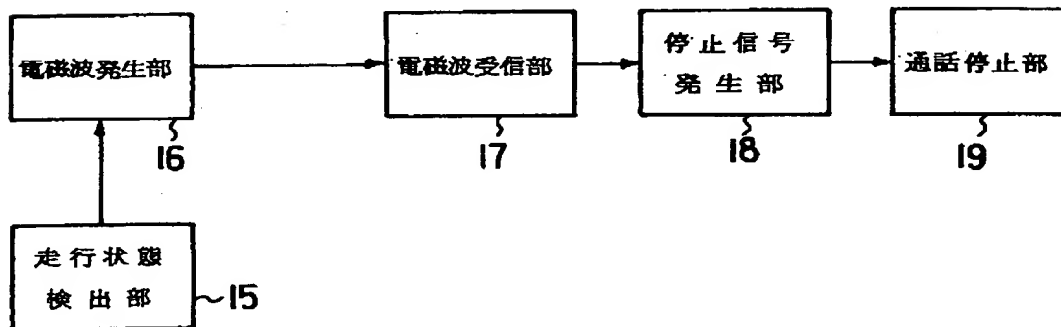 電磁波発生部
16
電磁波受信部
17
停止信号
発生部
18
通話停止部
19
走行状態
検出部
15